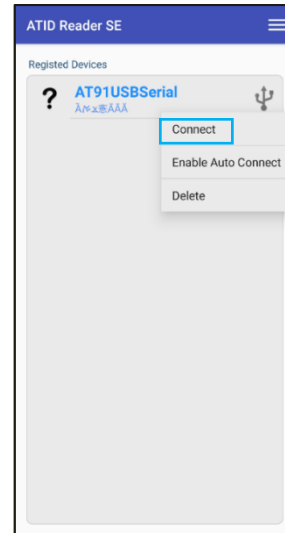 ATID Reader SE
Registed Devices
?
AT91USBSerial
Connect
Enable Auto Connect
Delete